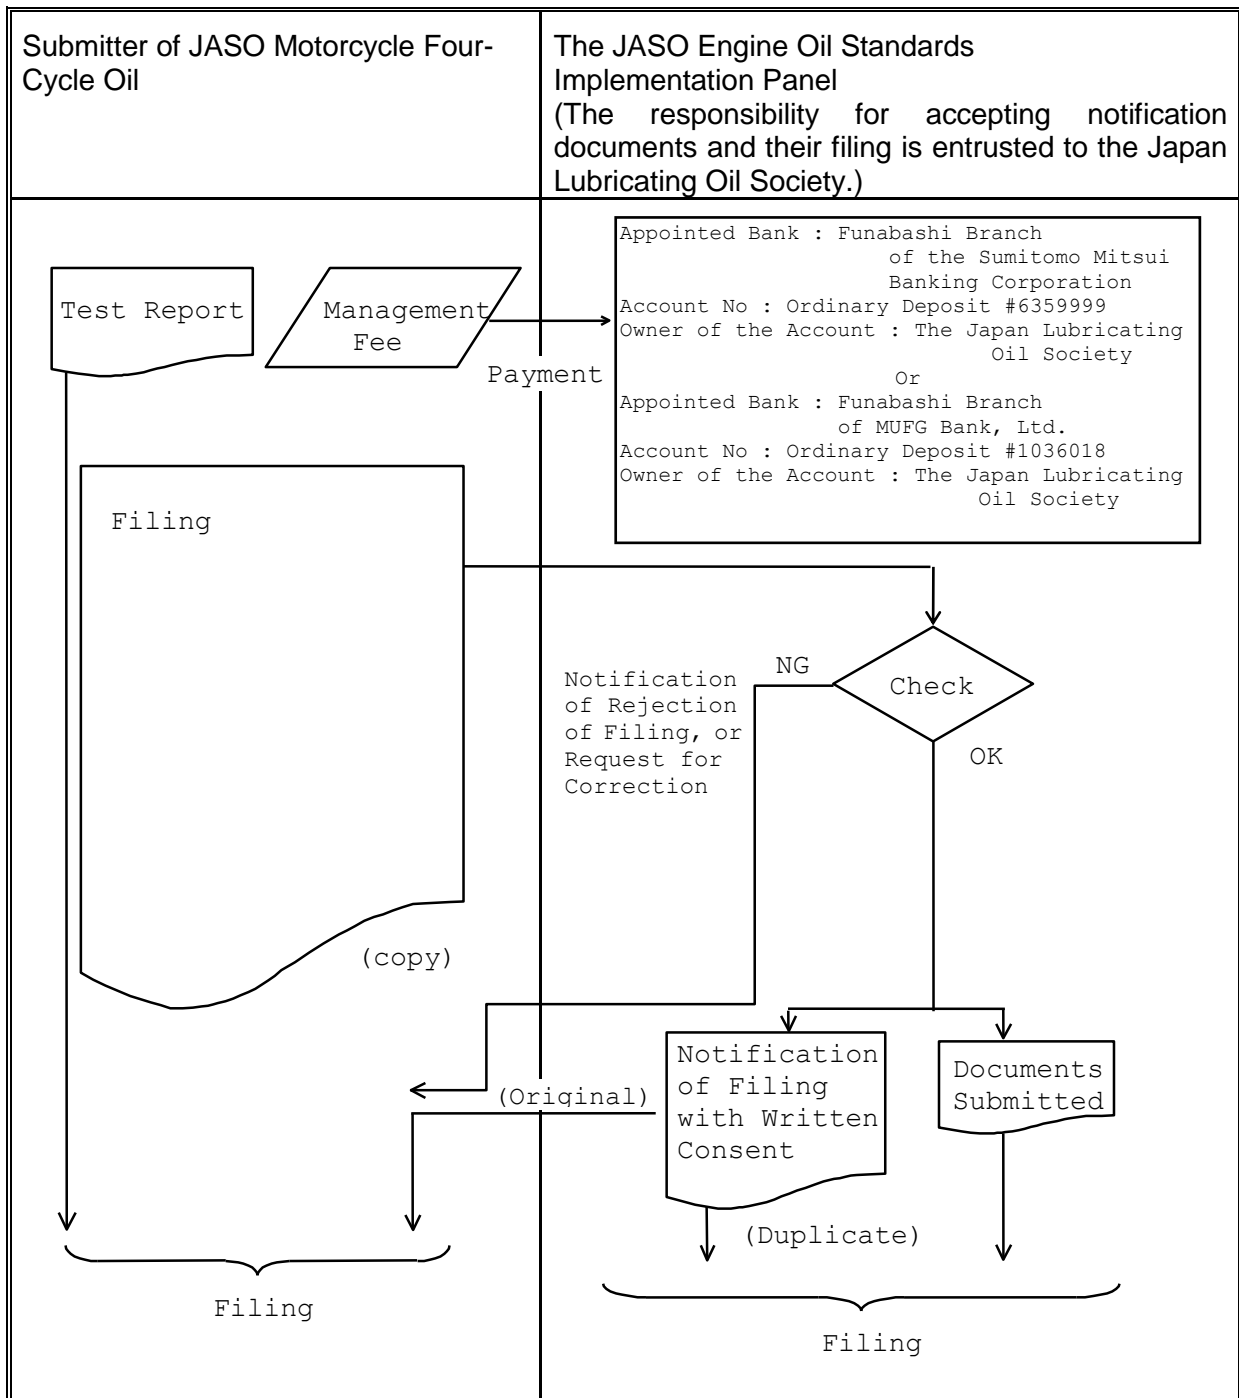 Submitter of JASO Motorcycle Four-
Cycle Oil
The JASO Engine Oil Standards
Implementation Panel
(The responsibility for accepting notification
documents and their filing is entrusted to the Japan
Lubricating Oil Society.)
Test Report
Management
Fee
Payment
Appointed Bank : Funabashi Branch
of the Sumitomo Mitsui
Banking Corporation
Account No : Ordinary Deposit #6359999
Owner of the Account : The Japan Lubricating
Oil Society
Or
Appointed Bank : Funabashi Branch
of MUFG Bank, Ltd.
Account No : Ordinary Deposit #1036018
Owner of the Account : The Japan Lubricating
Oil Society
Filing
(copy)
Check
NG
OK
Notification
of Rejection
of Filing, or
Request for
Correction
Notification
of Filing
with Written
Consent
Documents
Submitted
(Original)
(Duplicate)
Filing
Filing